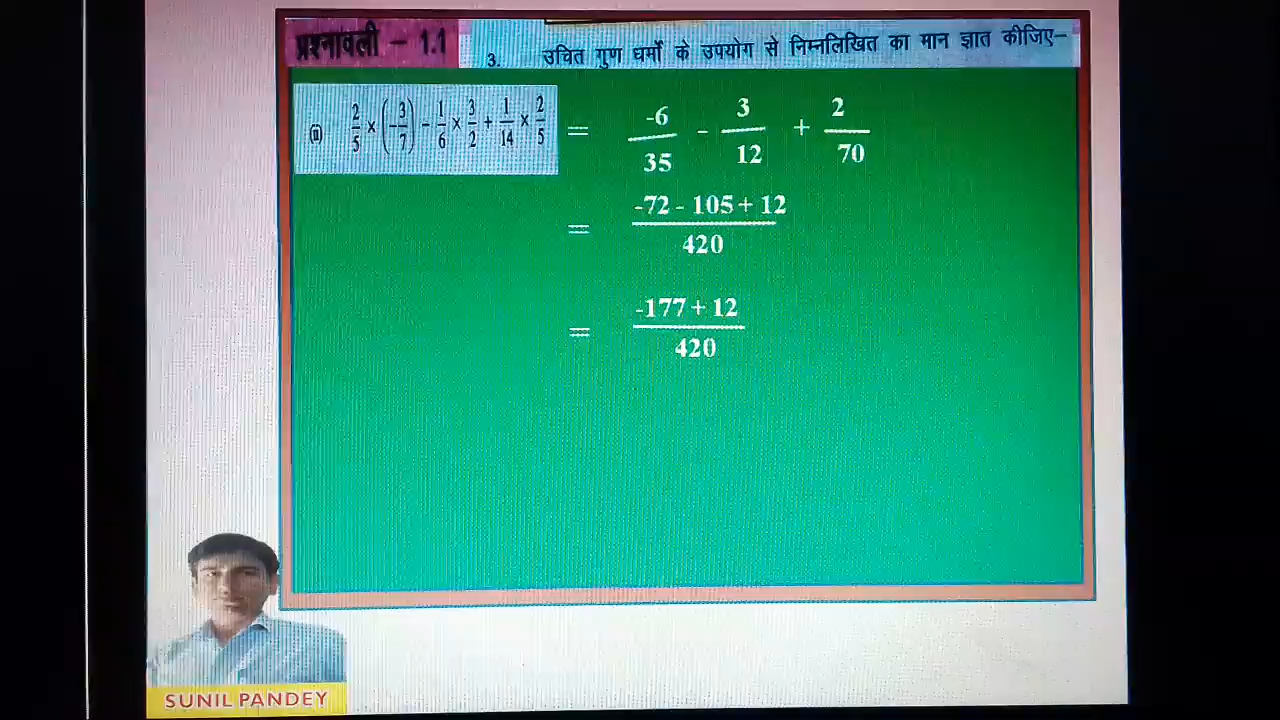 प्रश्नावली – 1.1
3. उचित गुण धर्मो के उपयोग से निम्नलिखित का मान ज्ञात कीजिए–
(ii) 2/5 × (-3/7) - 1/6 × 3/2 + 1/14 × 2/5 = -6/35 - 3/12 + 2/70
= -72 - 105 + 12 / 420
= -177 + 12 / 420
SUNIL PANDEY